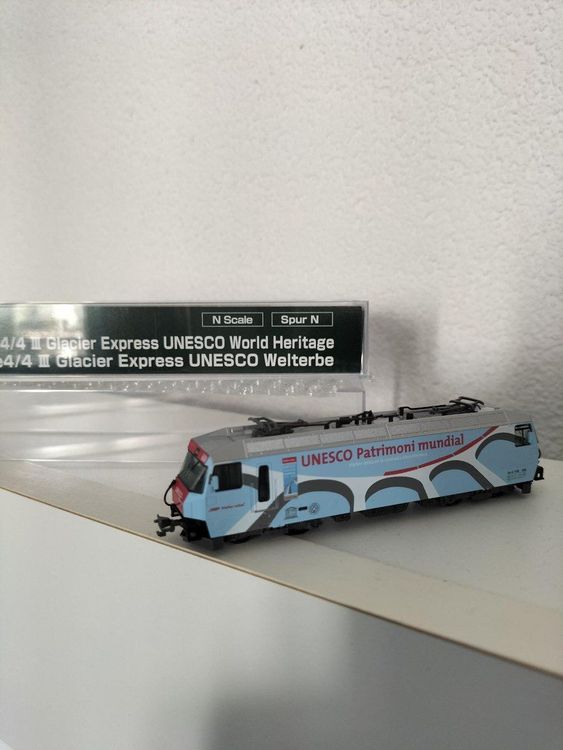 N Scale
Spur N
4/4 III Glacier Express UNESCO World Heritage
e4/4 III Glacier Express UNESCO Welterbe
UNESCO Patrimoni mundial